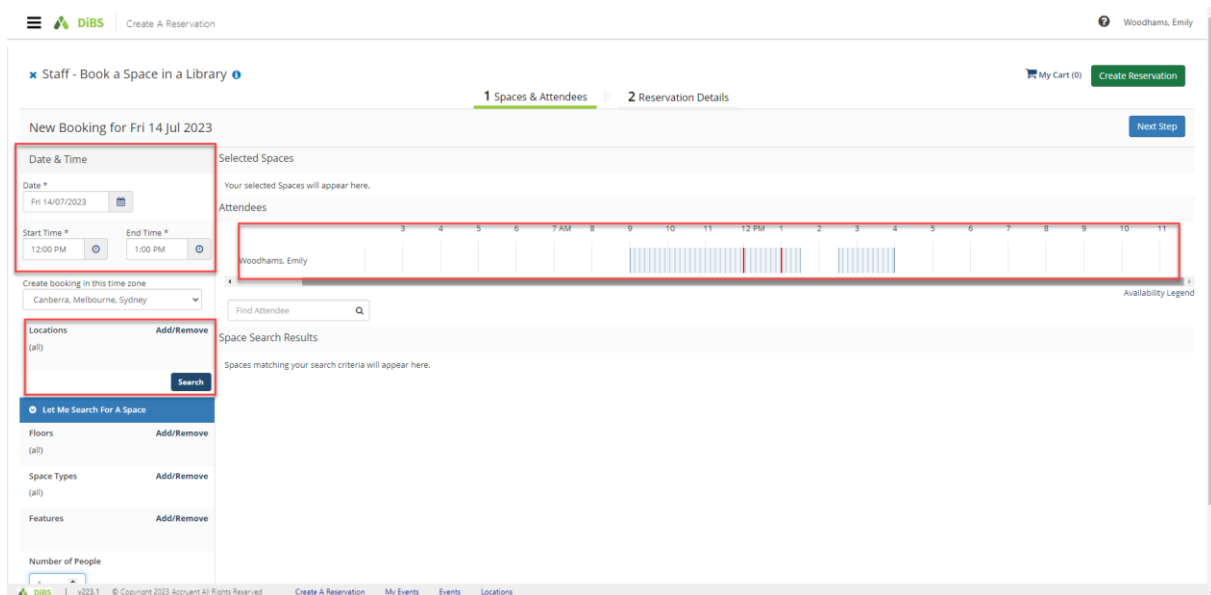 DiBS Create A Reservation Woodhams, Emily
Staff - Book a Space in a Library My Cart (0) Create Reservation
1 Spaces & Attendees 2 Reservation Details
New Booking for Fri 14 Jul 2023 Next Step
Date & Time
Date *
Fri 14/07/2023
Start Time * End Time *
12:00 PM 1:00 PM
Create booking in this time zone
Canberra, Melbourne, Sydney
Locations Add/Remove
(all)
Search
Let Me Search For A Space
Floors Add/Remove
(all)
Space Types Add/Remove
(all)
Features Add/Remove
Number of People
Selected Spaces
Your selected Spaces will appear here.
Attendees
3 4 5 6 7 AM 8 9 10 11 12 PM 1 2 3 4 5 6 7 8 9 10 11
Woodhams, Emily
Availability Legend
Find Attendee
Space Search Results
Spaces matching your search criteria will appear here.
DiBS | v223.1 © Copyright 2023 Accruent All Rights Reserved Create A Reservation My Events Events Locations